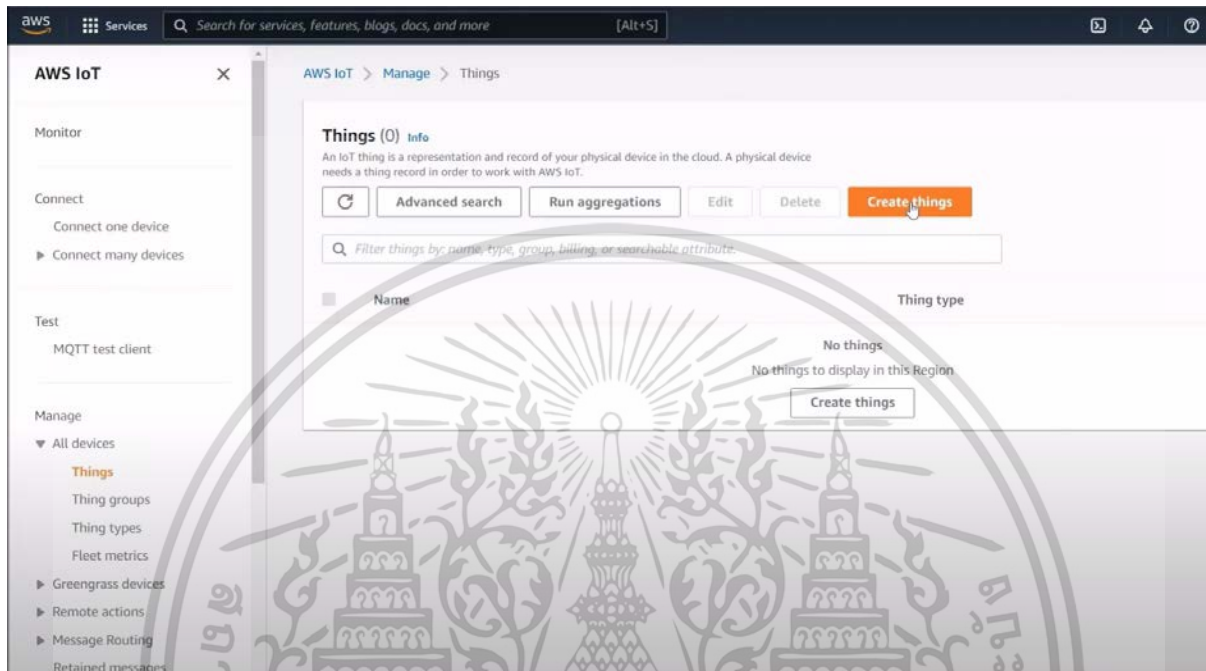 aws
Services
Search for services, features, blogs, docs, and more
[Alt+S]
AWS IoT
Monitor
Connect
Connect one device
Connect many devices
Test
MQTT test client
Manage
All devices
Things
Thing groups
Thing types
Fleet metrics
Greengrass devices
Remote actions
Message Routing
Retained messages
AWS IoT > Manage > Things
Things (0) Info
An IoT thing is a representation and record of your physical device in the cloud. A physical device
needs a thing record in order to work with AWS IoT.
Advanced search Run aggregations Edit Delete Create things
Filter things by: name, type, group, billing, or searchable attribute.
Name Thing type
No things
No things to display in this Region
Create things